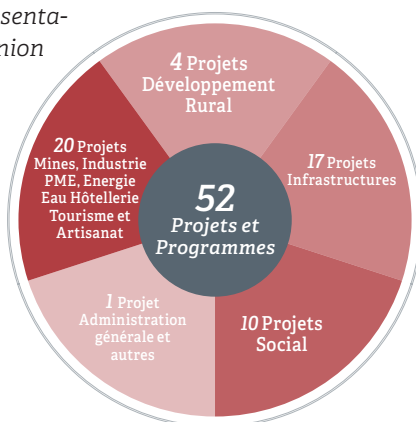 4 Projets
Développement
Rural
20 Projets
Mines, Industrie
PME, Energie
Eau Hôtellerie
Tourisme et
Artisanat
17 Projets
Infrastructures
52
Projets et
Programmes
1 Projet
Administration
générale et
autres
10 Projets
Social